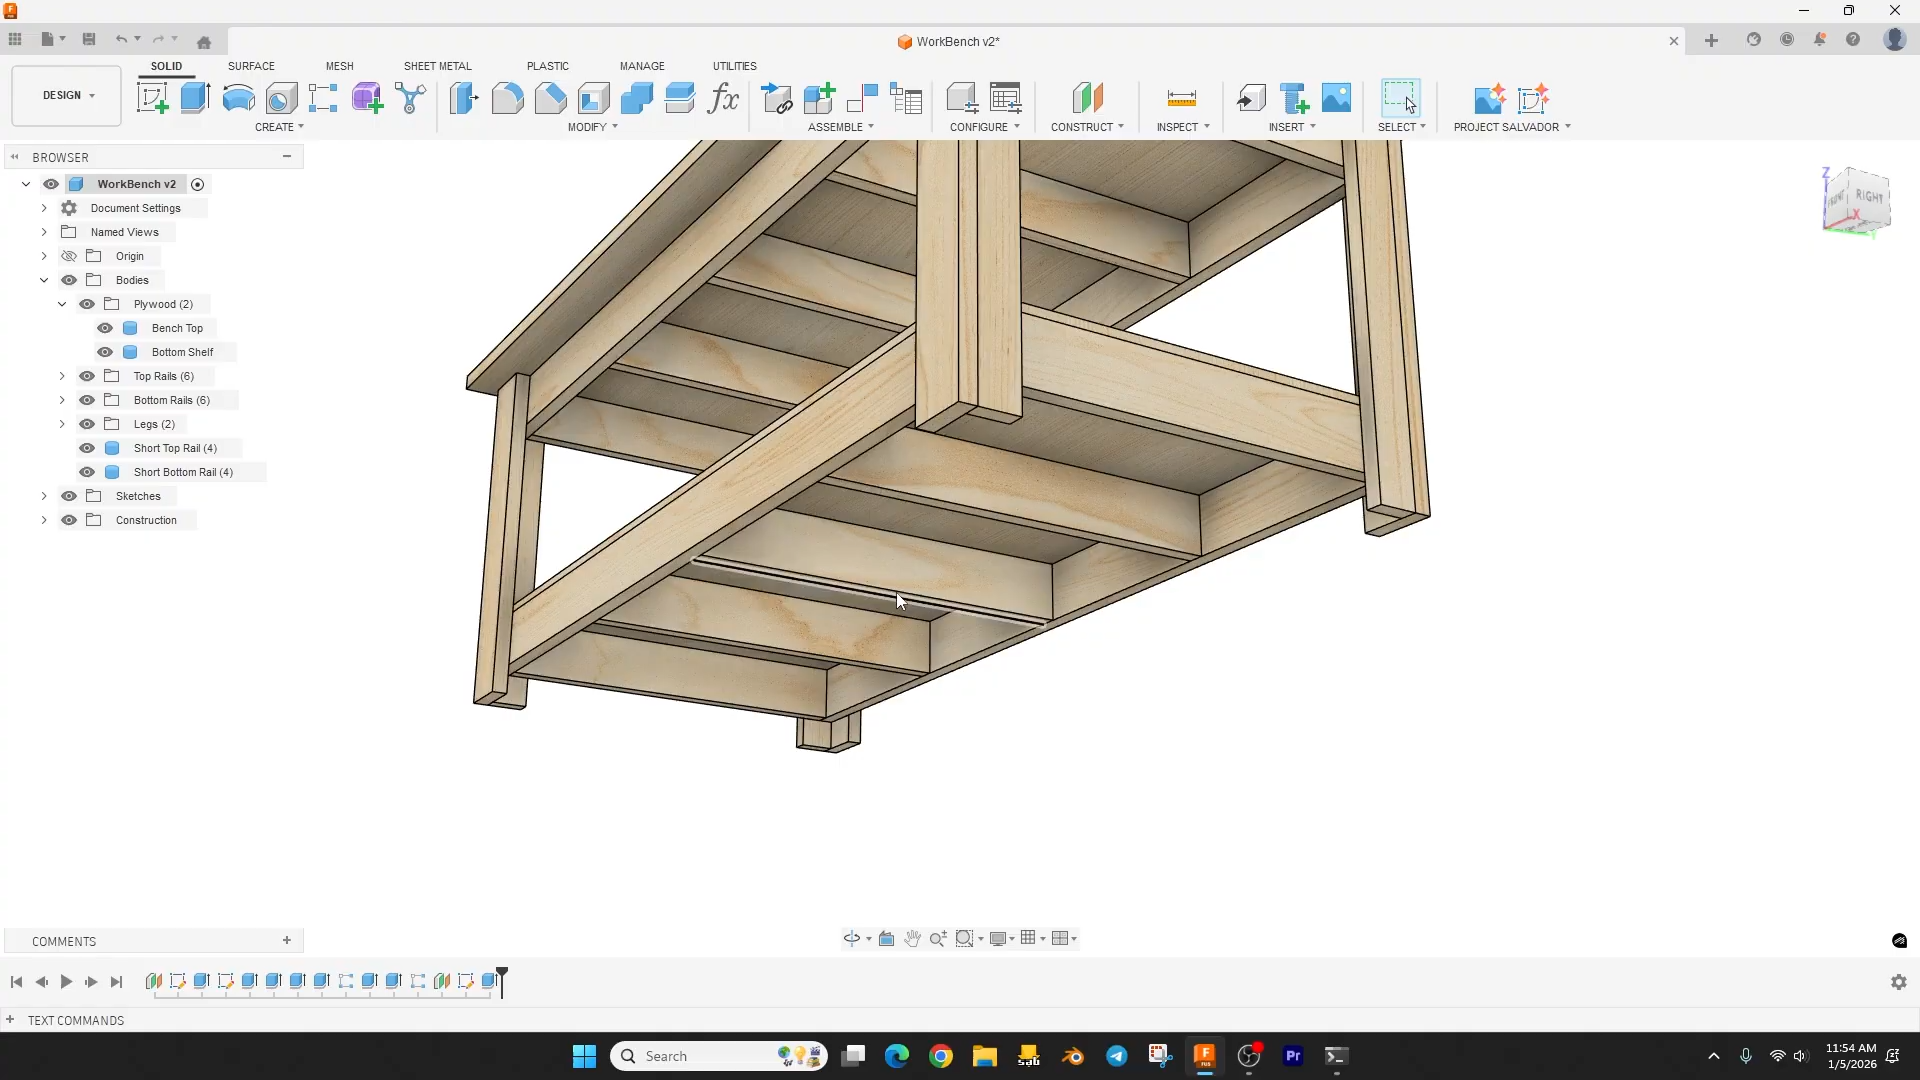 WorkBench v2*
DESIGN
SOLID
SURFACE
MESH
SHEET METAL
PLASTIC
MANAGE
UTILITIES
CREATE
MODIFY
ASSEMBLE
CONFIGURE
CONSTRUCT
INSPECT
INSERT
SELECT
PROJECT SALVADOR
BROWSER
WorkBench v2
Document Settings
Named Views
Origin
Bodies
Plywood (2)
Bench Top
Bottom Shelf
Top Rails (6)
Bottom Rails (6)
Legs (2)
Short Top Rail (4)
Short Bottom Rail (4)
Sketches
Construction
Z
FRONT
RIGHT
X
COMMENTS
TEXT COMMANDS
Search
sab
Pr
11:54 AM
1/5/2026